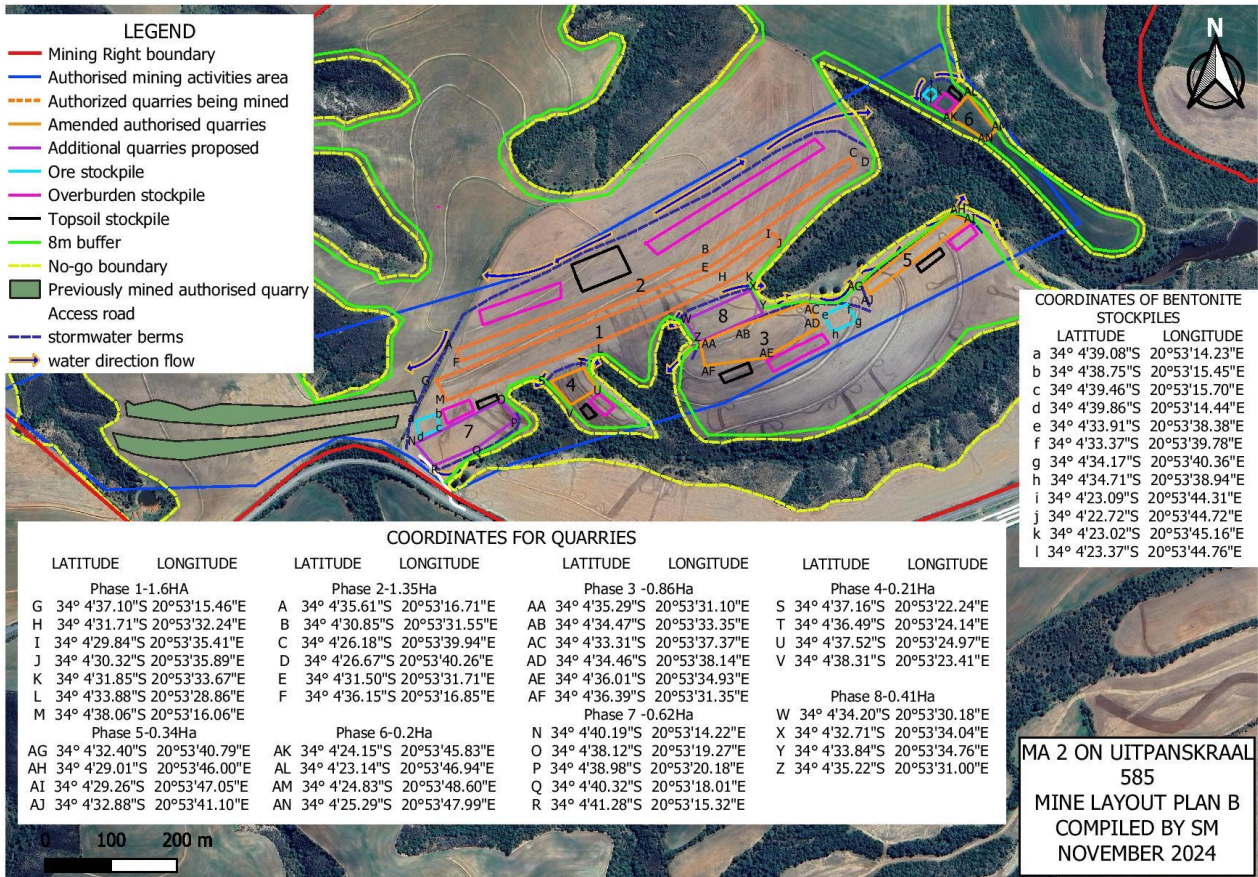 LEGEND
Mining Right boundary
Authorised mining activities area
Authorized quarries being mined
Amended authorised quarries
Additional quarries proposed
Ore stockpile
Overburden stockpile
Topsoil stockpile
8m buffer
No-go boundary
Previously mined authorised quarry
Access road
stormwater berms
water direction flow
N
6
C
D
B
I
J
E
H
K
X
2
A
F
1
G
M
8
W
Y
Z
AA
AB
3
AC
AD
AE
AF
AH
AI
5
AG
AJ
e
f
g
h
4
S
T
U
V
L
b
c
d
N
O
P
7
Q
R
AK
COORDINATES OF BENTONITE
STOCKPILES
LATITUDE LONGITUDE
a 34° 4'39.08"S 20°53'14.23"E
b 34° 4'38.75"S 20°53'15.45"E
c 34° 4'39.46"S 20°53'15.70"E
d 34° 4'39.86"S 20°53'14.44"E
e 34° 4'33.91"S 20°53'38.38"E
f 34° 4'33.37"S 20°53'39.78"E
g 34° 4'34.17"S 20°53'40.36"E
h 34° 4'34.71"S 20°53'38.94"E
i 34° 4'23.09"S 20°53'44.31"E
j 34° 4'22.72"S 20°53'44.72"E
k 34° 4'23.02"S 20°53'45.16"E
l 34° 4'23.37"S 20°53'44.76"E
COORDINATES FOR QUARRIES
LATITUDE LONGITUDE
Phase 1-1.6HA
G 34° 4'37.10"S 20°53'15.46"E
H 34° 4'31.71"S 20°53'32.24"E
I 34° 4'29.84"S 20°53'35.41"E
J 34° 4'30.32"S 20°53'35.89"E
K 34° 4'31.85"S 20°53'33.67"E
L 34° 4'33.88"S 20°53'28.86"E
M 34° 4'38.06"S 20°53'16.06"E
Phase 5-0.34Ha
AG 34° 4'32.40"S 20°53'40.79"E
AH 34° 4'29.01"S 20°53'46.00"E
AI 34° 4'29.26"S 20°53'47.05"E
AJ 34° 4'32.88"S 20°53'41.10"E
LATITUDE LONGITUDE
Phase 2-1.35Ha
A 34° 4'35.61"S 20°53'16.71"E
B 34° 4'30.85"S 20°53'31.55"E
C 34° 4'26.18"S 20°53'39.94"E
D 34° 4'26.67"S 20°53'40.26"E
E 34° 4'31.50"S 20°53'31.71"E
F 34° 4'36.15"S 20°53'16.85"E
Phase 6-0.2Ha
AK 34° 4'24.15"S 20°53'45.83"E
AL 34° 4'23.14"S 20°53'46.94"E
AM 34° 4'24.83"S 20°53'48.60"E
AN 34° 4'25.29"S 20°53'47.99"E
LATITUDE LONGITUDE
Phase 3 -0.86Ha
AA 34° 4'35.29"S 20°53'31.10"E
AB 34° 4'34.47"S 20°53'33.35"E
AC 34° 4'33.31"S 20°53'37.37"E
AD 34° 4'34.46"S 20°53'38.14"E
AE 34° 4'36.01"S 20°53'34.93"E
AF 34° 4'36.39"S 20°53'31.35"E
Phase 7 -0.62Ha
N 34° 4'40.19"S 20°53'14.22"E
O 34° 4'38.12"S 20°53'19.27"E
P 34° 4'38.98"S 20°53'20.18"E
Q 34° 4'40.32"S 20°53'18.01"E
R 34° 4'41.28"S 20°53'15.32"E
LATITUDE LONGITUDE
Phase 4-0.21Ha
S 34° 4'37.16"S 20°53'22.24"E
T 34° 4'36.49"S 20°53'24.14"E
U 34° 4'37.52"S 20°53'24.97"E
V 34° 4'38.31"S 20°53'23.41"E
Phase 8-0.41Ha
W 34° 4'34.20"S 20°53'30.18"E
X 34° 4'32.71"S 20°53'34.04"E
Y 34° 4'33.84"S 20°53'34.76"E
Z 34° 4'35.22"S 20°53'31.00"E
0 100 200 m
MA 2 ON UITPANSKRAAL
585
MINE LAYOUT PLAN B
COMPILED BY SM
NOVEMBER 2024